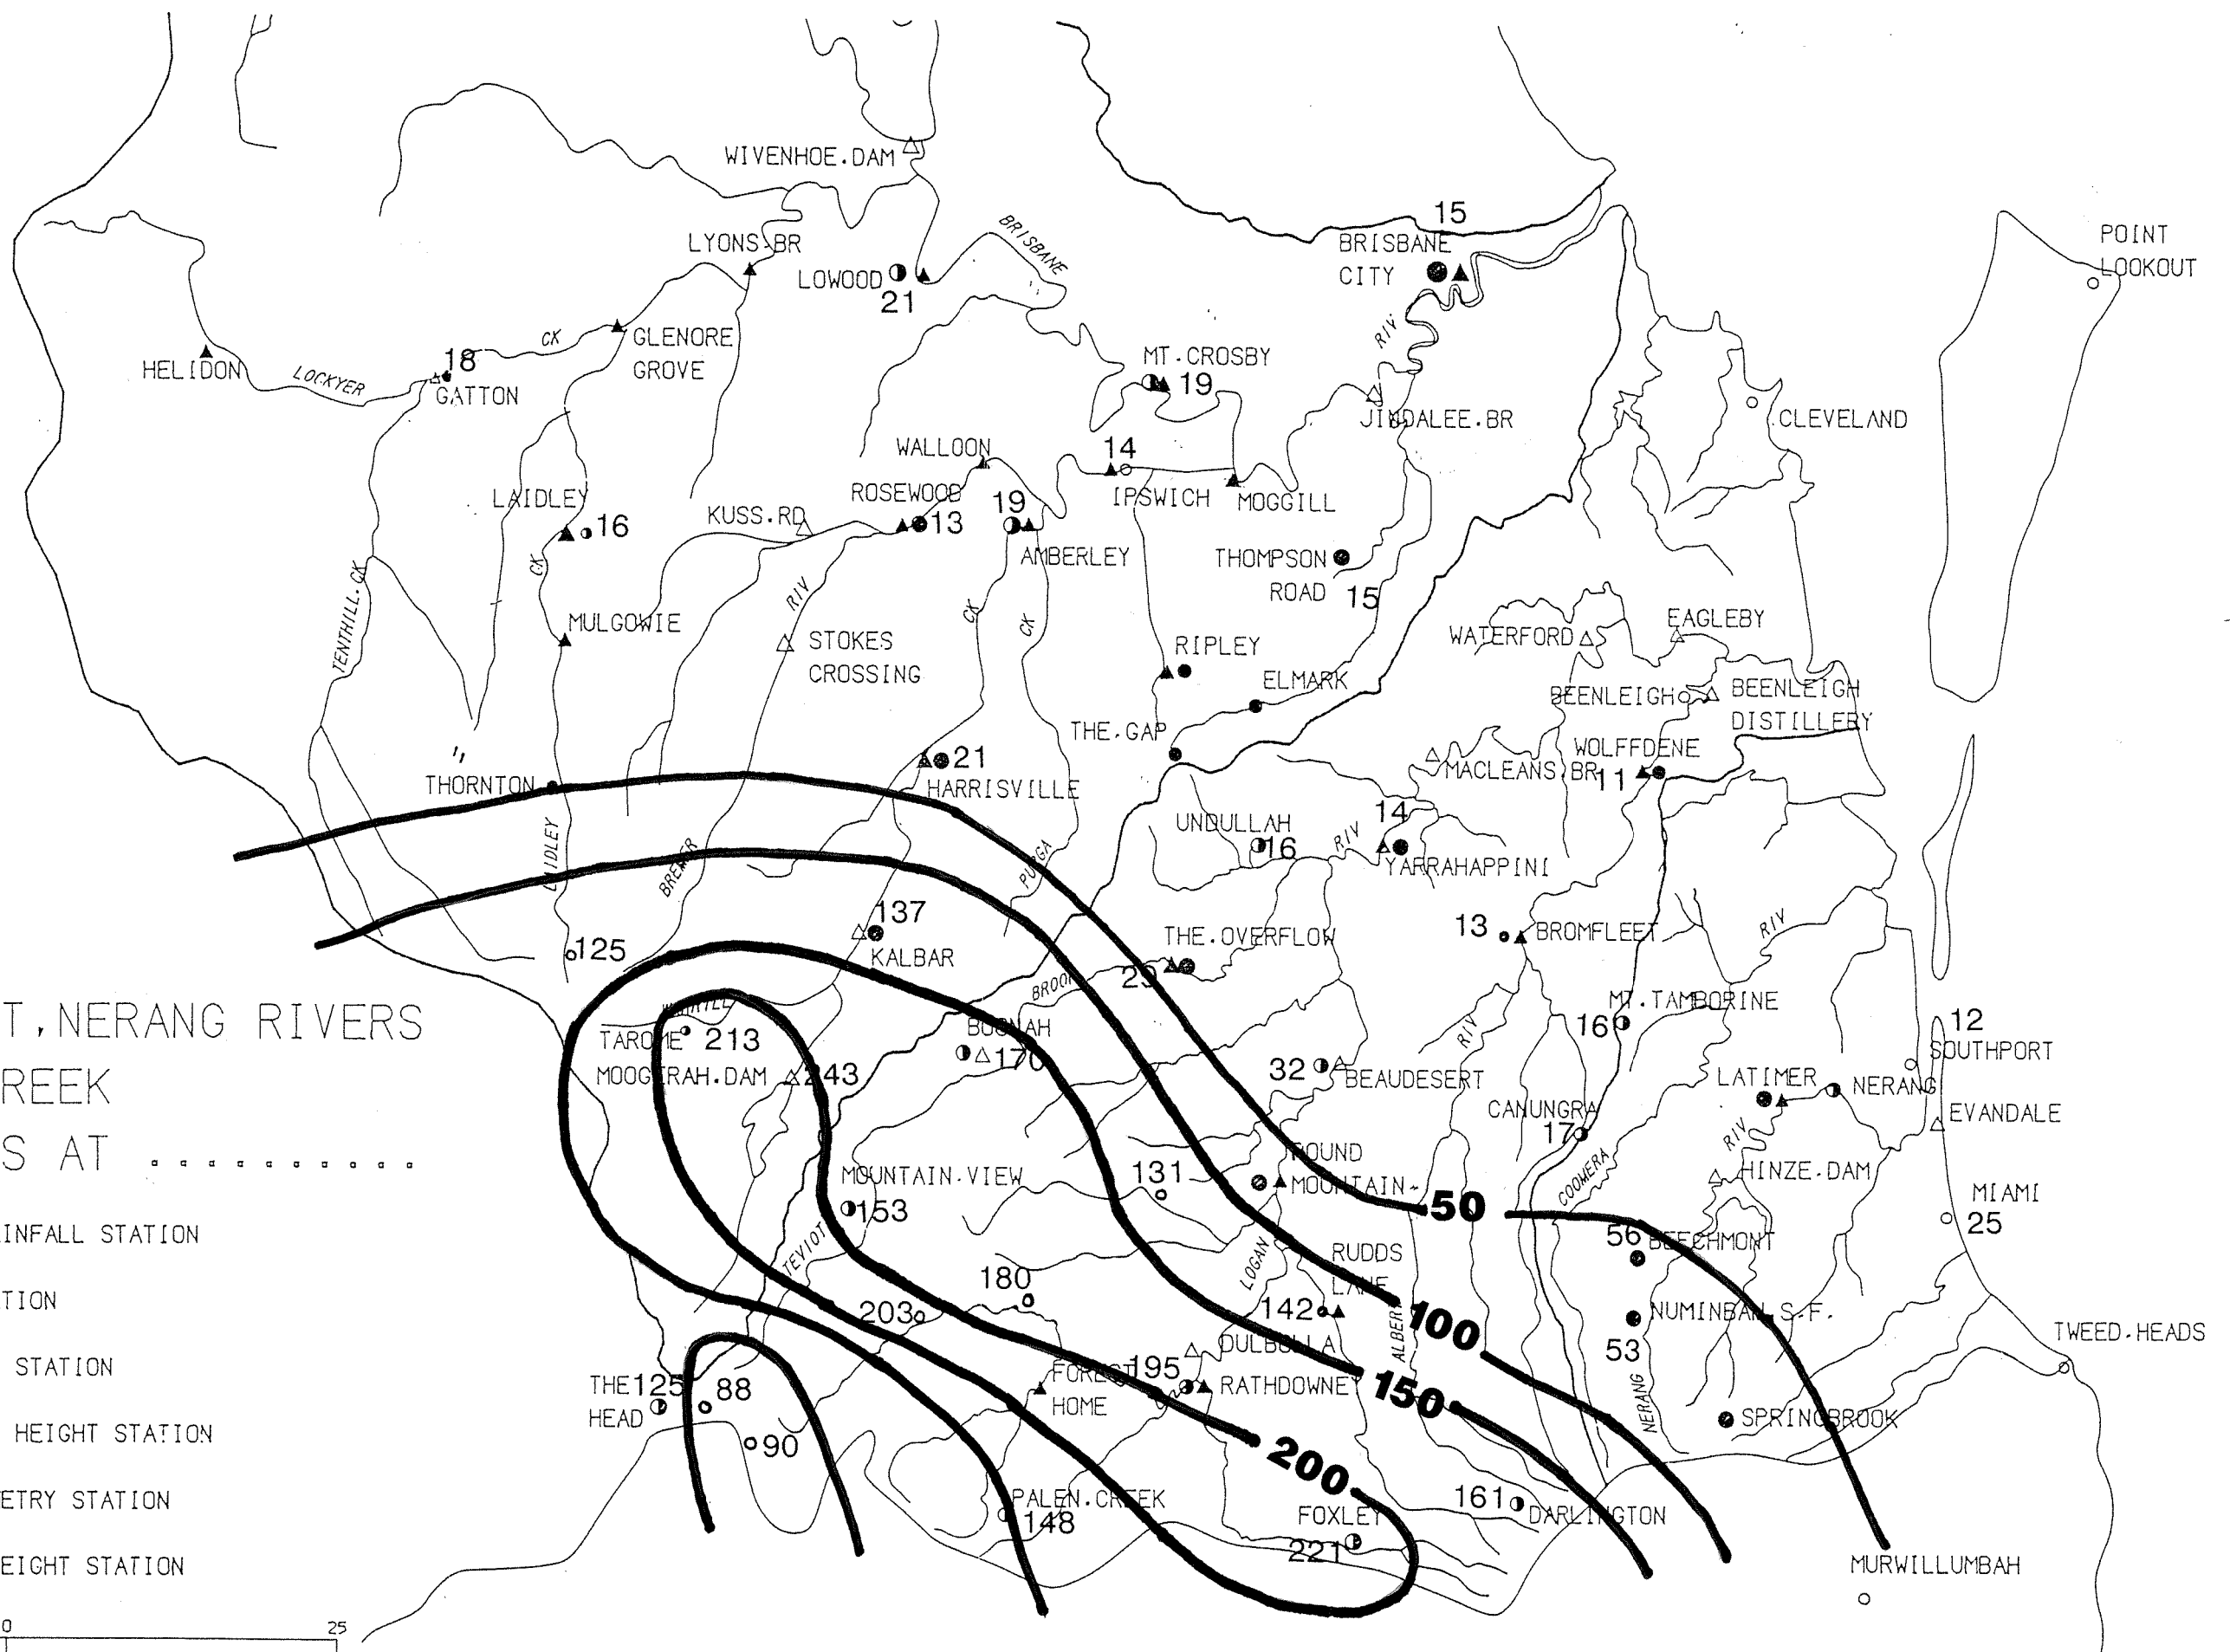 WIVENHOE.DAM
15
BRISBANE
CITY
POINT
LOOKOUT
LYONS.BR
LOWOOD
21
BRISBANE
RIV
HELIDON
LOCKYER
18
GATTON
CK
GLENORE
GROVE
MT.CROSBY
19
JINDALEE.BR
CLEVELAND
WALLOON
14
IPSWICH
MOGGILL
LAIDLEY
16
KUSS.RD
ROSEWOOD
13
19
AMBERLEY
THOMPSON
ROAD
15
TENTHILL.CK
CK
RIV
CK
CK
MULGOWIE
STOKES
CROSSING
RIPLEY
ELMARK
THE.GAP
WATERFORD
EAGLEBY
BEENLEIGH
BEENLEIGH
DISTILLERY
WOLFFDENE
11
MACLEANS.BR
THORNTON
21
HARRISVILLE
UNDULLAH
16
RIV
14
YARRAHAPPINI
LAIDLEY
BREMER
PURGA
137
KALBAR
125
THE.OVERFLOW
29
BROOK
13
BROMFLEET
RIV
MT.TAMBORINE
16
T,NERANG RIVERS
REEK
S AT ...........
WARRILL
TAROME
213
MOOGERAH.DAM
243
BOONAH
170
32
BEAUDESERT
RIV
12
SOUTHPORT
LATIMER
NERANG
EVANDALE
CANUNGRA
17
COOMERA
RIV
HINZE.DAM
MIAMI
25
MOUNTAIN.VIEW
153
131
ROUND
MOUNTAIN
50
56
BEECHMONT
INFALL STATION
TION
STATION
HEIGHT STATION
ETRY STATION
EIGHT STATION
TEVIOT
180
203
LOGAN
RUDDS
LANE
142
ALBERT
100
NUMINBAH.S.F.
53
TWEED.HEADS
THE
HEAD
125
88
90
FOREST
HOME
195
OULBOLLA
RATHDOWNEY
150
NERANG
SPRINGBROOK
200
PALEN.CREEK
148
FOXLEY
221
161
DARLINGTON
MURWILLUMBAH
0
25